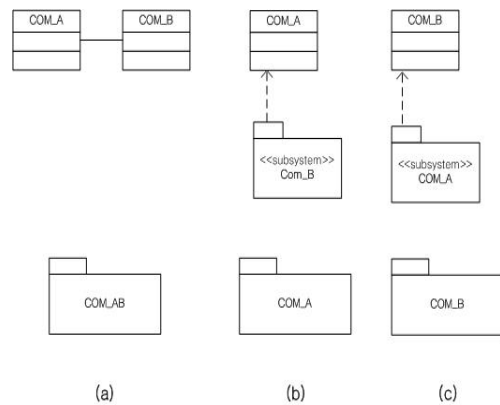 COM_A COM_B COM_A COM_B
<<subsystem>>
Com_B
<<subsystem>>
COM_A
COM_AB COM_A COM_B
(a) (b) (c)